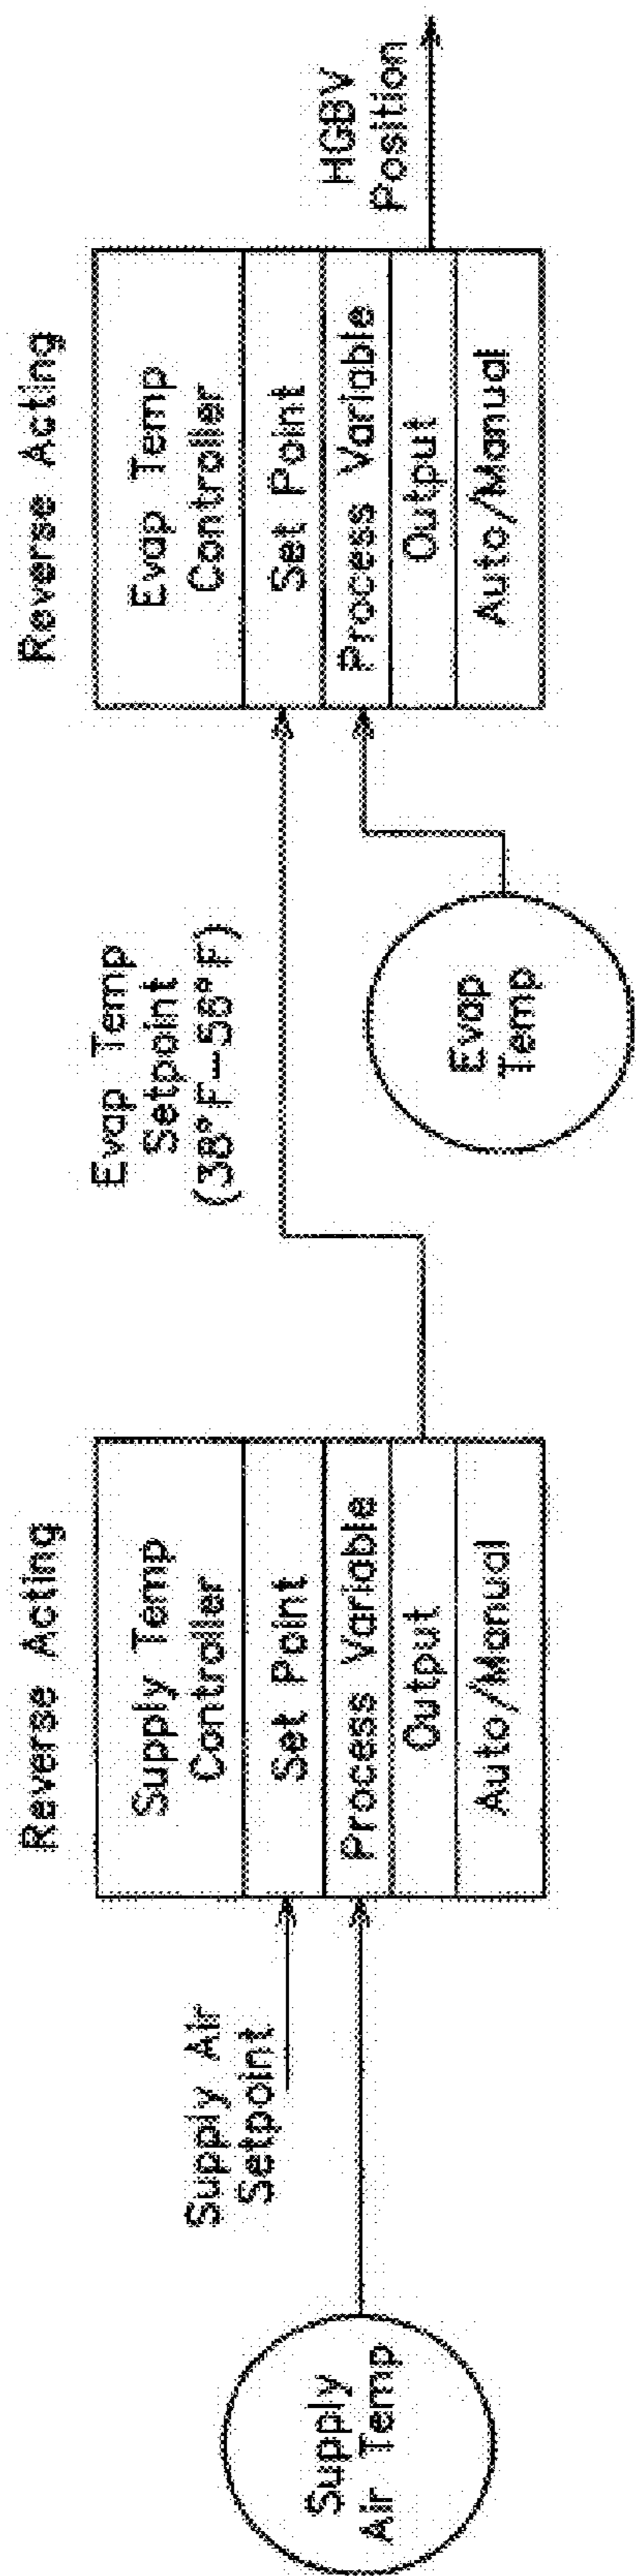 Supply
Air Temp
Supply Air
Setpoint
Reverse Acting
Supply Temp
Controller
Set Point
Process Variable
Output
Auto/Manual
Evap Temp
Setpoint
(38°F–58°F)
Evap
Temp
Reverse Acting
Evap Temp
Controller
Set Point
Process Variable
Output
Auto/Manual
HGBV
Position